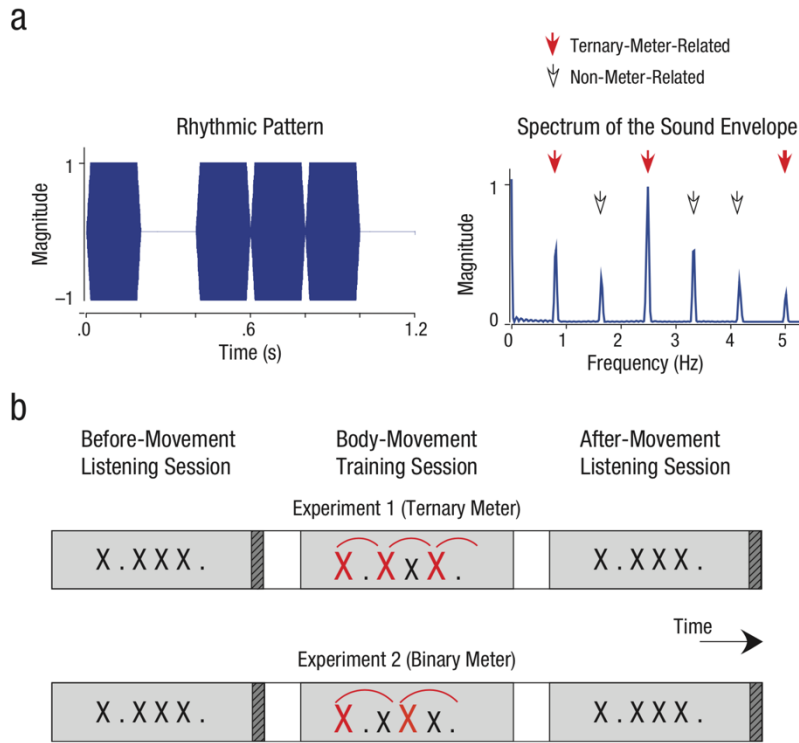 a
Ternary-Meter-Related
Non-Meter-Related
Rhythmic Pattern
1
Magnitude
−1
.0
.6
1.2
Time (s)
Spectrum of the Sound Envelope
1
Magnitude
0
0
1
2
3
4
5
Frequency (Hz)
b
Before-Movement
Listening Session
Body-Movement
Training Session
After-Movement
Listening Session
Experiment 1 (Ternary Meter)
X . X X X .
X . X X X .
X . X X X .
Time
Experiment 2 (Binary Meter)
X . X X X .
X . X X X .
X . X X X .